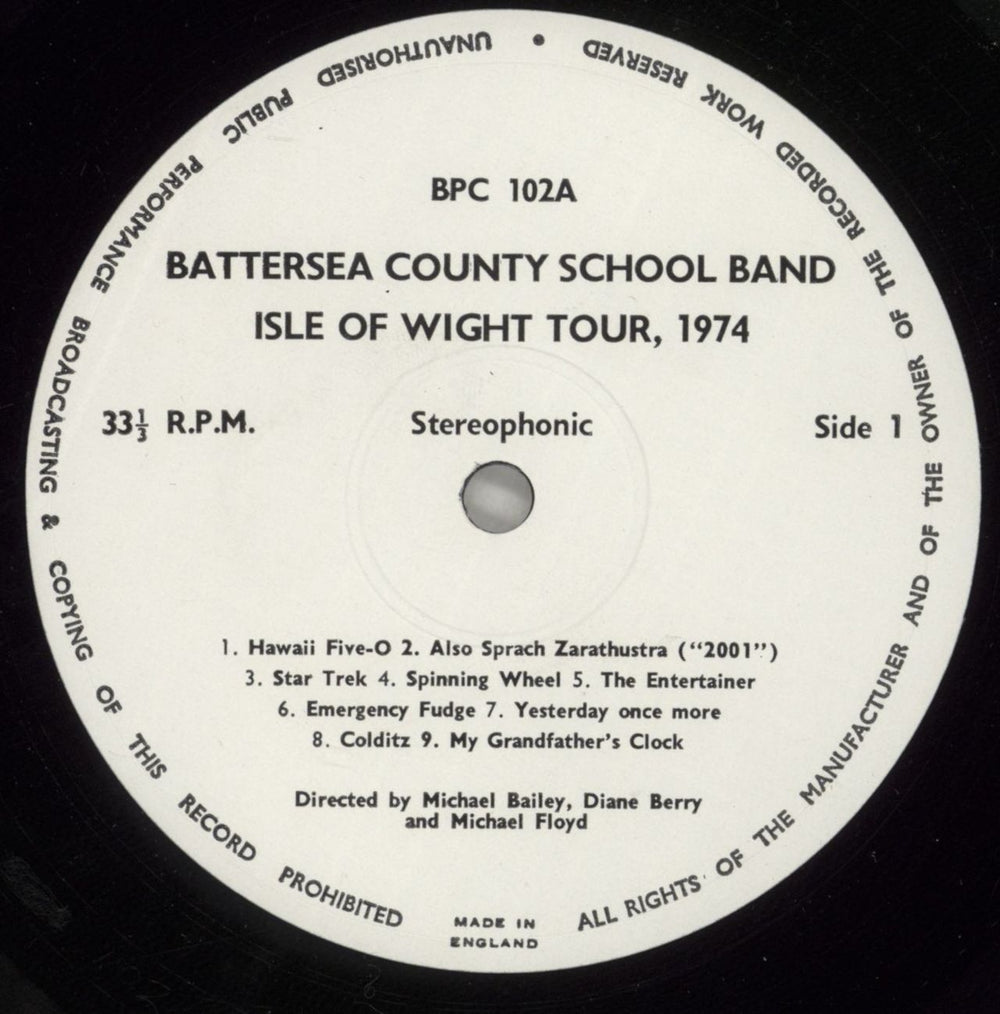 BPC 102A
BATTERSEA COUNTY SCHOOL BAND
ISLE OF WIGHT TOUR, 1974
33⅓ R.P.M. Stereophonic Side 1
1. Hawaii Five-O 2. Also Sprach Zarathustra (“2001”)
3. Star Trek 4. Spinning Wheel 5. The Entertainer
6. Emergency Fudge 7. Yesterday once more
8. Colditz 9. My Grandfather’s Clock
Directed by Michael Bailey, Diane Berry
and Michael Floyd
MADE IN
ENGLAND
ALL RIGHTS OF THE MANUFACTURER AND OF THE OWNER OF THE RECORDED WORK RESERVED • UNAUTHORISED PUBLIC PERFORMANCE BROADCASTING & COPYING OF THIS RECORD PROHIBITED